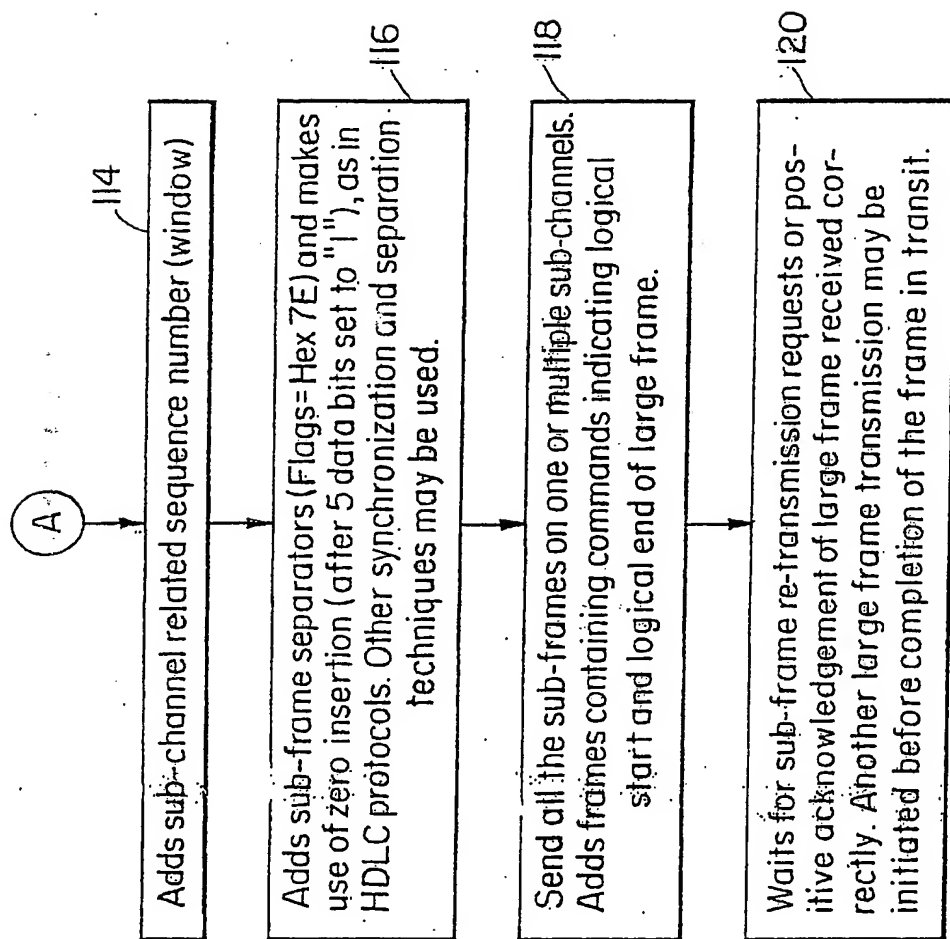 A
114
Adds sub-channel related sequence number (window)
116
Adds sub-frame separators (Flags=Hex 7E) and makes
use of zero insertion (after 5 data bits set to "1"), as in
HDLC protocols. Other synchronization and separation
techniques may be used.
118
Send all the sub-frames on one or multiple sub-channels.
Adds frames containing commands indicating logical
start and logical end of large frame.
120
Waits for sub-frame re-transmission requests or pos-
itive acknowledgement of large frame received cor-
rectly. Another large frame transmission may be
initiated before completion of the frame in transit.